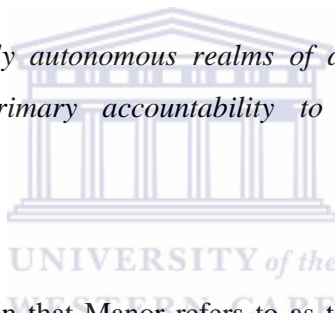 ly autonomous realms of
rimary accountability to
UNIVERSITY of the
n that Manor refers to as